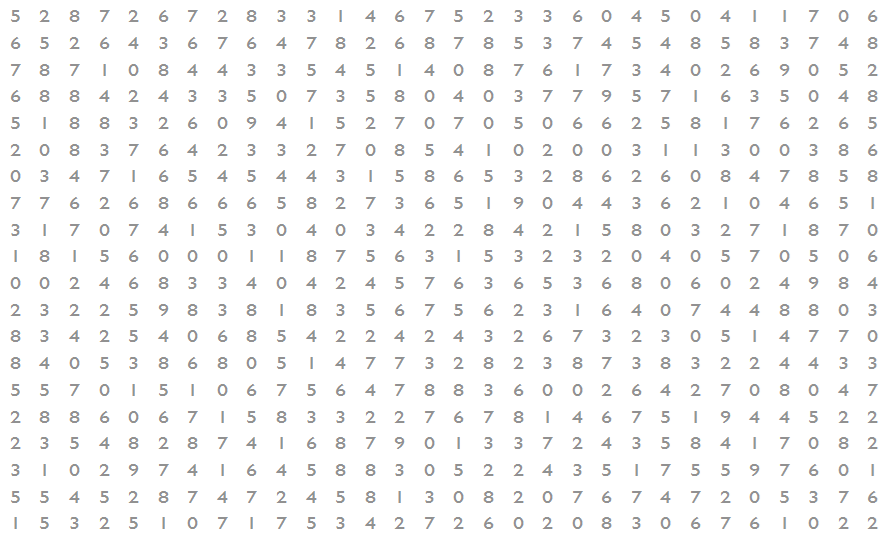 5 2 8 7 2 6 7 2 8 3 3 1 4 6 7 5 2 3 3 6 0 4 5 0 4 1 1 7 0 6
6 5 2 6 4 3 6 7 6 4 7 8 2 6 8 7 8 5 3 7 4 5 4 8 5 8 3 7 4 8
7 8 7 1 0 8 4 4 3 3 5 4 5 1 4 0 8 7 6 1 7 3 4 0 2 6 9 0 5 2
6 8 8 4 2 4 3 3 5 0 7 3 5 8 0 4 0 3 7 7 9 5 7 1 6 3 5 0 4 8
5 1 8 8 3 2 6 0 9 4 1 5 2 7 0 7 0 5 0 6 6 2 5 8 1 7 6 2 6 5
2 0 8 3 7 6 4 2 3 3 2 7 0 8 5 4 1 0 2 0 0 3 1 1 3 0 0 3 8 6
0 3 4 7 1 6 5 4 5 4 4 3 1 5 8 6 5 3 2 8 6 2 6 0 8 4 7 8 5 8
7 7 6 2 6 8 6 6 6 5 8 2 7 3 6 5 1 9 0 4 4 3 6 2 1 0 4 6 5 1
3 1 7 0 7 4 1 5 3 0 4 0 3 4 2 2 8 4 2 1 5 8 0 3 2 7 1 8 7 0
1 8 1 5 6 0 0 0 1 1 8 7 5 6 3 1 5 3 2 3 2 0 4 0 5 7 0 5 0 6
0 0 2 4 6 8 3 3 4 0 4 2 4 5 7 6 3 6 5 3 6 8 0 6 0 2 4 9 8 4
2 3 2 2 5 9 8 3 8 1 8 3 5 6 7 5 6 2 3 1 6 4 0 7 4 4 8 8 0 3
8 3 4 2 5 4 0 6 8 5 4 2 2 4 2 4 3 2 6 7 3 2 3 0 5 1 4 7 7 0
8 4 0 5 3 8 6 8 0 5 1 4 7 7 3 2 8 2 3 8 7 3 8 3 2 2 4 4 3 3
5 5 7 0 1 5 1 0 6 7 5 6 4 7 8 8 3 6 0 0 2 6 4 2 7 0 8 0 4 7
2 8 8 6 0 6 7 1 5 8 3 3 2 2 7 6 7 8 1 4 6 7 5 1 9 4 4 5 2 2
2 3 5 4 8 2 8 7 4 1 6 8 7 9 0 1 3 3 7 2 4 3 5 8 4 1 7 0 8 2
3 1 0 2 9 7 4 1 6 4 5 8 8 3 0 5 2 2 4 3 5 1 7 5 5 9 7 6 0 1
5 5 4 5 2 8 7 4 7 2 4 5 8 1 3 0 8 2 0 7 6 7 4 7 2 0 5 3 7 6
1 5 3 2 5 1 0 7 1 7 5 3 4 2 7 2 6 0 2 0 8 3 0 6 7 6 1 0 2 2